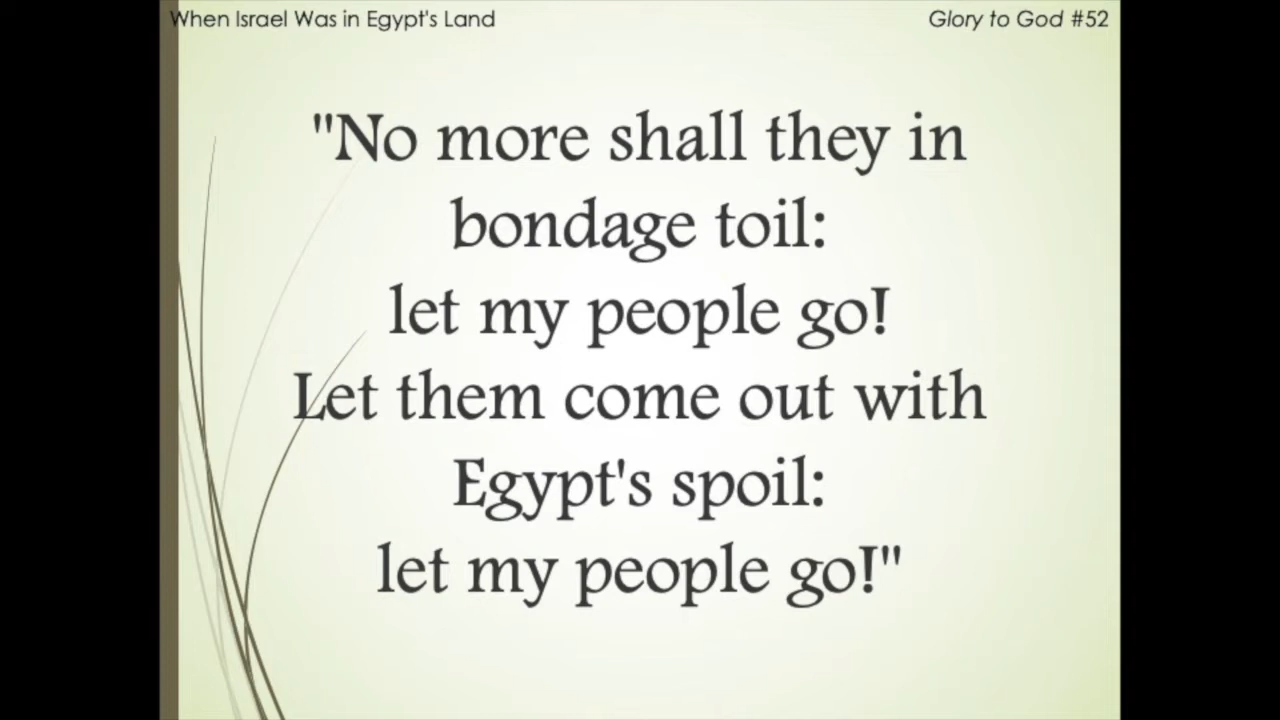 When Israel Was in Egypt's Land
Glory to God #52
"No more shall they in
bondage toil:
let my people go!
Let them come out with
Egypt's spoil:
let my people go!"